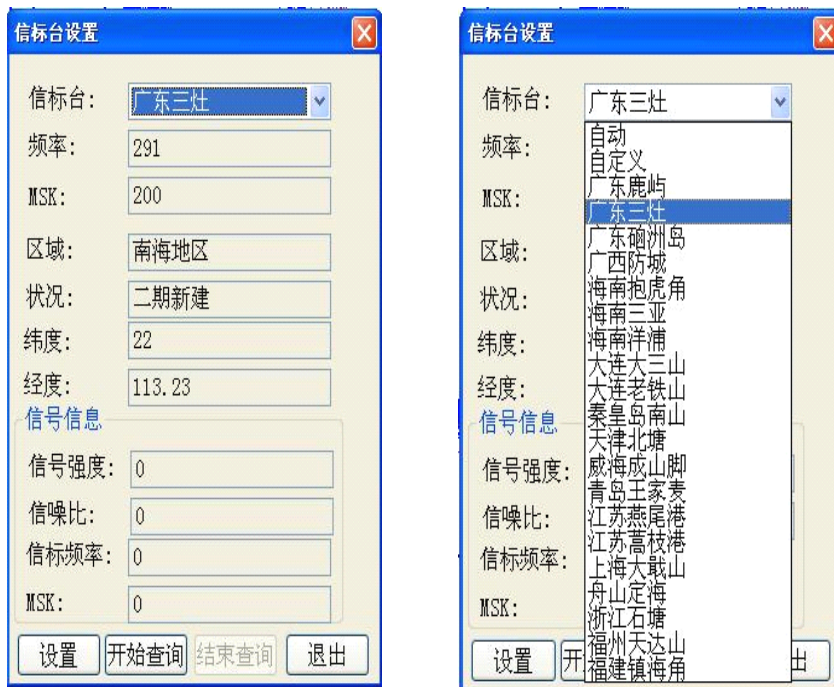 信标台设置
信标台: 广东三灶
频率: 291
MSK: 200
区域: 南海地区
状况: 二期新建
纬度: 22
经度: 113.23
信号信息
信号强度: 0
信噪比: 0
信标频率: 0
MSK: 0
设置 开始查询 结束查询 退出
信标台设置
信标台: 广东三灶
频率:
MSK:
区域:
状况:
纬度:
经度:
信号信息
信号强度:
信噪比:
信标频率:
MSK:
设置 开 出
自动
自定义
广东鹿屿
广东三灶
广东硇洲岛
广西防城
海南抱虎角
海南三亚
海南洋浦
大连大三山
大连老铁山
秦皇岛南山
天津北塘
威海成山脚
青岛王家麦
江苏燕尾港
江苏蒿枝港
上海大戢山
舟山定海
浙江石塘
福州天达山
福建镇海角